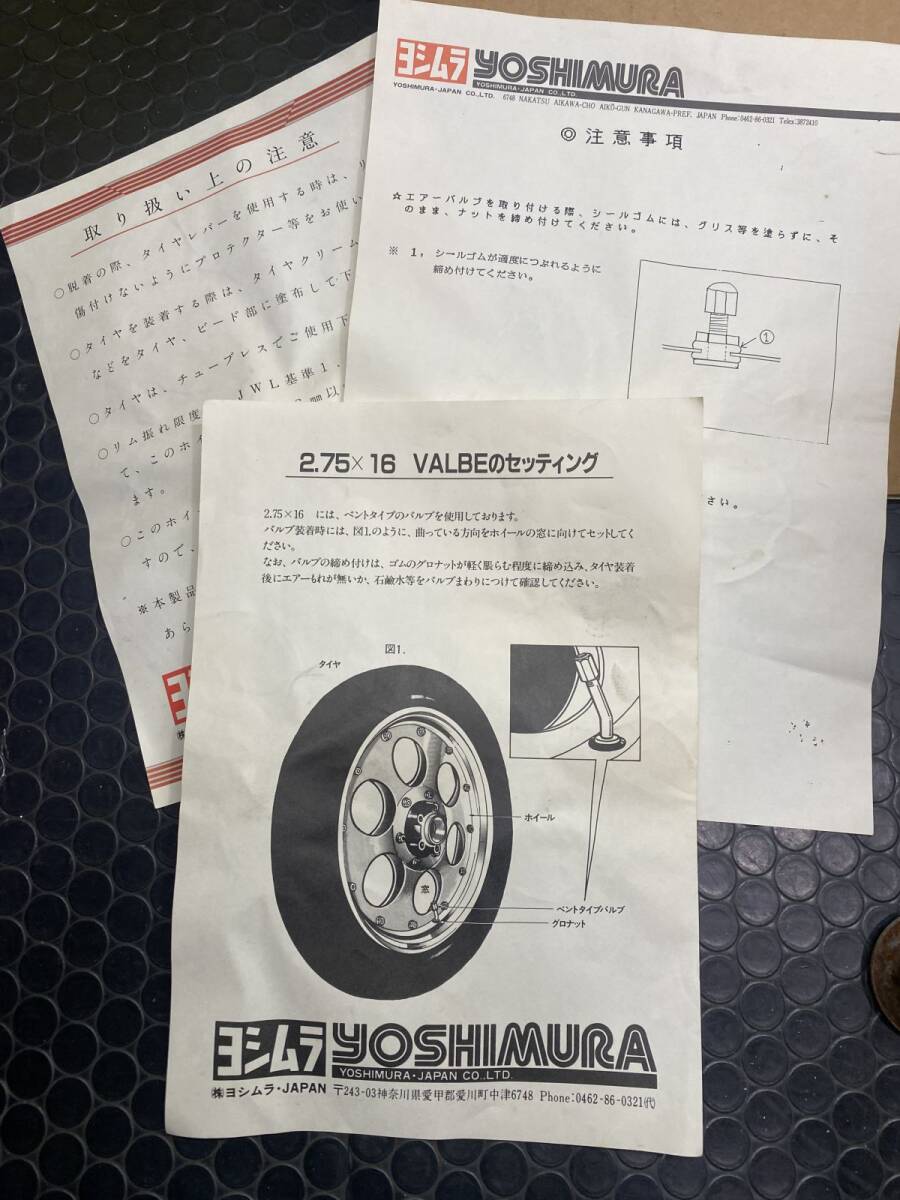 取り扱い上の注意
○脱着の際、タイヤレバーを使用する時は、リ
傷付けないようにプロテクター等をお使い
○タイヤを装着する際は、タイヤクリーム
などをタイヤ、ビード部に塗布して下
○タイヤは、チューブレスでご使用下
○リム振れ限度 JWL基準1.
て、このホイ ㎜以
ます。
○このホイ
すので、
※本製品
あら
ヨ
㈱
ヨシムラ YOSHIMURA
YOSHIMURA・JAPAN CO.,LTD.
YOSHIMURA・JAPAN CO.,LTD. 6748 NAKATSU AIKAWA-CHO AIKŌ-GUN KANAGAWA-PREF. JAPAN Phone:0462-86-0321 Telex:3872410
◎注意事項
☆エアーバルブを取り付ける際、シールゴムには、グリス等を塗らずに、そ
のまま、ナットを締め付けてください。
※ 1, シールゴムが適度につぶれるように
締め付けてください。
①
さい。
2.75×16 VALBEのセッティング
2.75×16 には、ベントタイプのバルブを使用しております。
バルブ装着時には、図1.のように、曲っている方向をホイールの窓に向けてセットしてく
ださい。
なお、バルブの締め付けは、ゴムのグロナットが軽く脹らむ程度に締め込み、タイヤ装着
後にエアーもれが無いか、石鹸水等をバルブまわりにつけて確認してください。
図1.
タイヤ
ホイール
窓
ベントタイプバルブ
グロナット
ヨシムラ YOSHIMURA
YOSHIMURA・JAPAN CO.,LTD.
㈱ヨシムラ・JAPAN 〒243-03神奈川県愛甲郡愛川町中津6748 Phone:0462-86-0321㈹